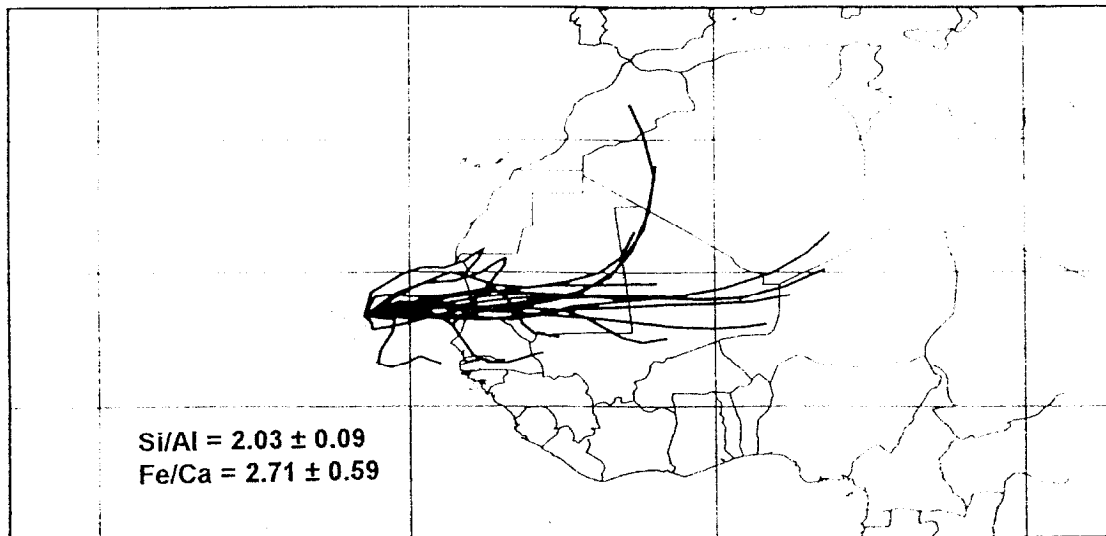 Si/Al = 2.03 ± 0.09
Fe/Ca = 2.71 ± 0.59